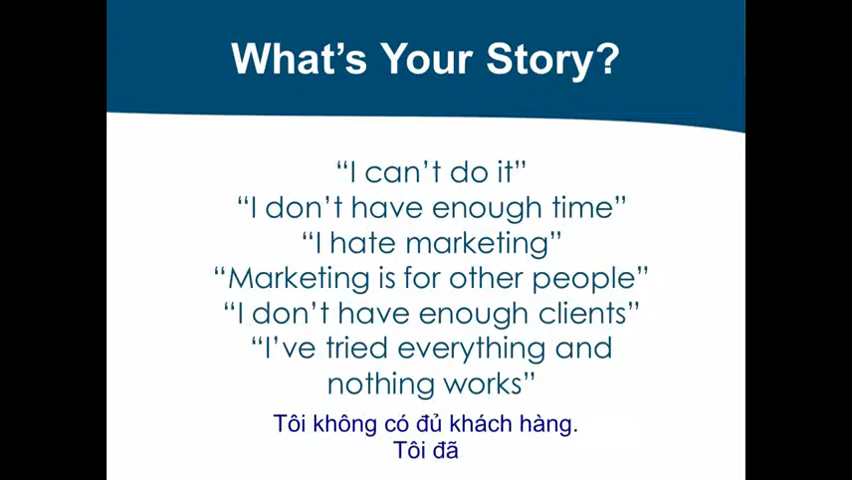 What’s Your Story?
“I can’t do it”
“I don’t have enough time”
“I hate marketing”
“Marketing is for other people”
“I don’t have enough clients”
“I’ve tried everything and
nothing works”
Tôi không có đủ khách hàng.
Tôi đã